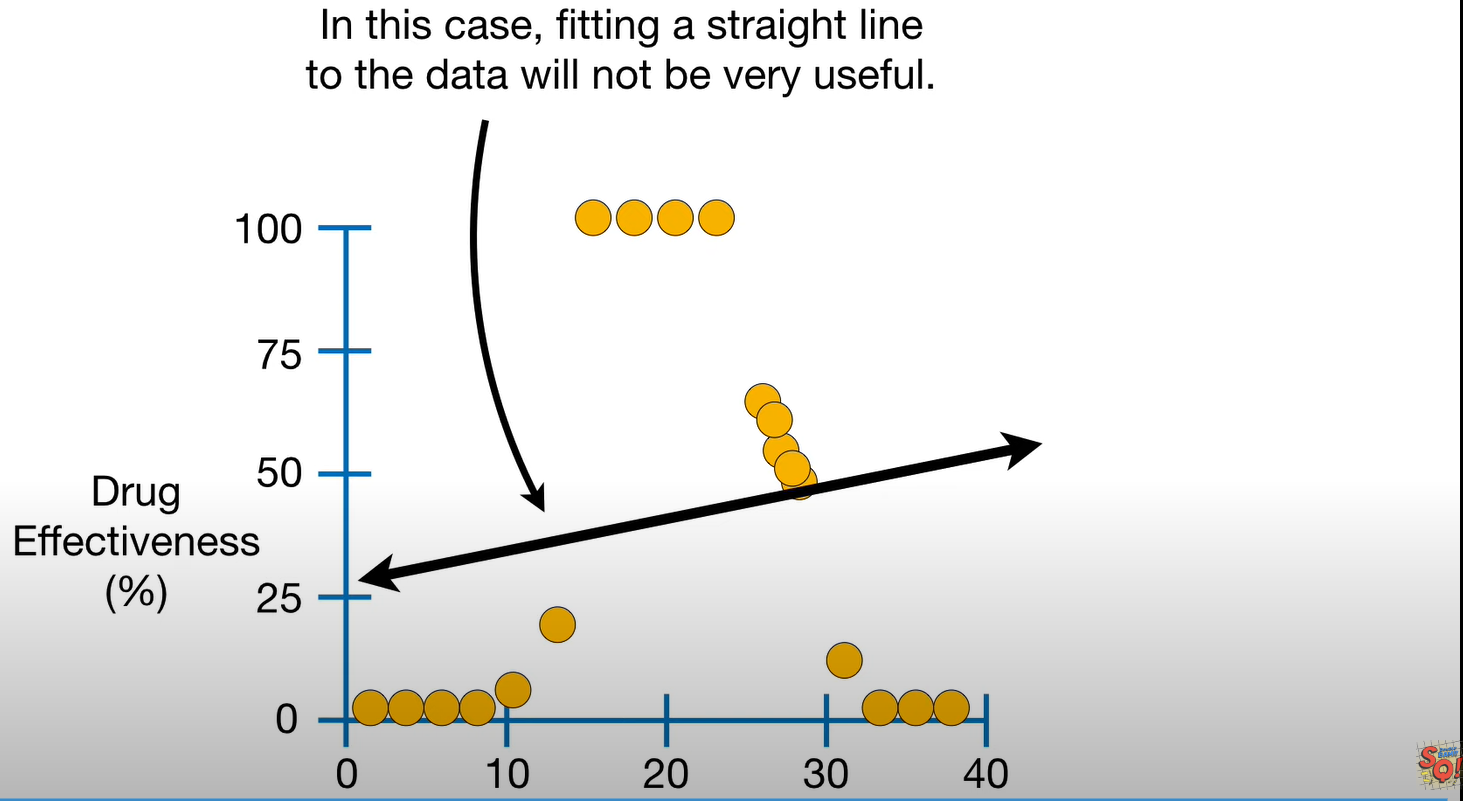 In this case, fitting a straight line
to the data will not be very useful.
100
75
50
25
0
Drug
Effectiveness
(%)
0 10 20 30 40
SQ!